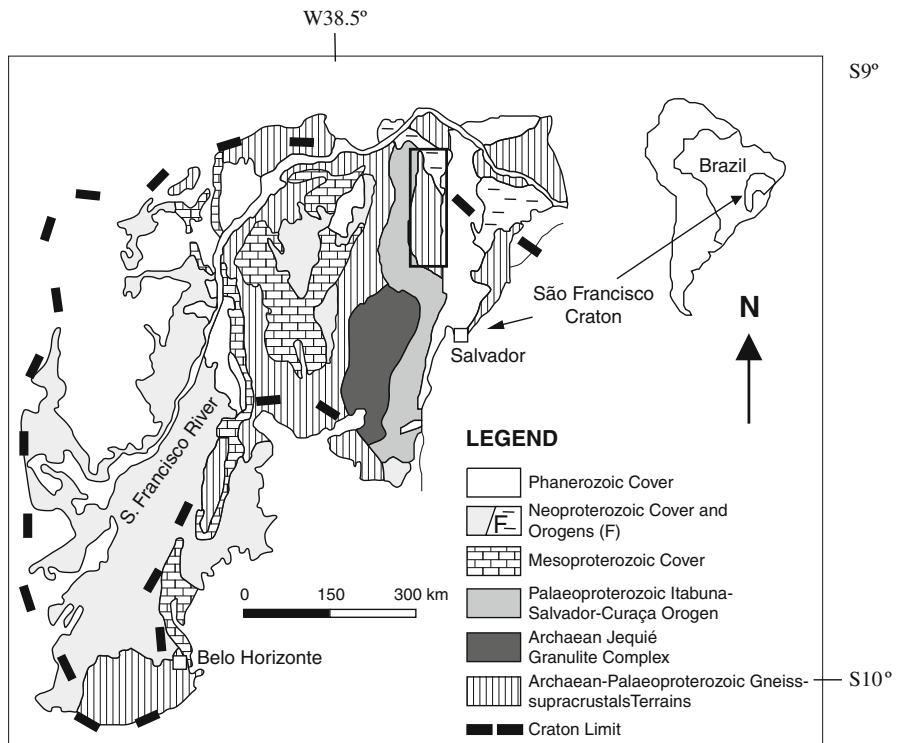 W38.5º
S9º
Brazil
São Francisco
Craton
N
Salvador
S. Francisco River
LEGEND
Phanerozoic Cover
F
Neoproterozoic Cover and
Orogens (F)
Mesoproterozoic Cover
0 150 300 km
Palaeoproterozoic Itabuna-
Salvador-Curaça Orogen
Archaean Jequié
Granulite Complex
Belo Horizonte
Archaean-Palaeoproterozoic Gneiss-
supracrustalsTerrains
S10º
Craton Limit